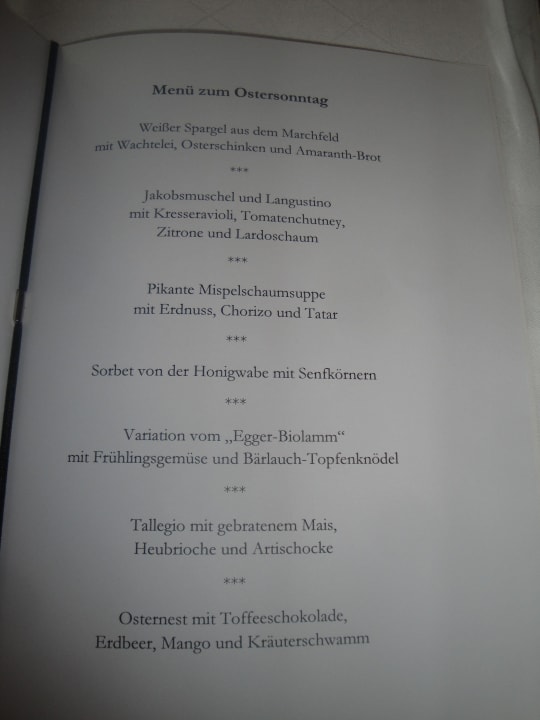 Menü zum Ostersonntag
Weißer Spargel aus dem Marchfeld
mit Wachtelei, Osterschinken und Amaranth-Brot
***
Jakobsmuschel und Langustino
mit Kresseravioli, Tomatenchutney,
Zitrone und Lardoschaum
***
Pikante Mispelschaumsuppe
mit Erdnuss, Chorizo und Tatar
***
Sorbet von der Honigwabe mit Senfkörnern
***
Variation vom „Egger-Biolamm“
mit Frühlingsgemüse und Bärlauch-Topfenknödel
***
Tallegio mit gebratenem Mais,
Heubrioche und Artischocke
***
Osternest mit Toffeeschokolade,
Erdbeer, Mango und Kräuterschwamm